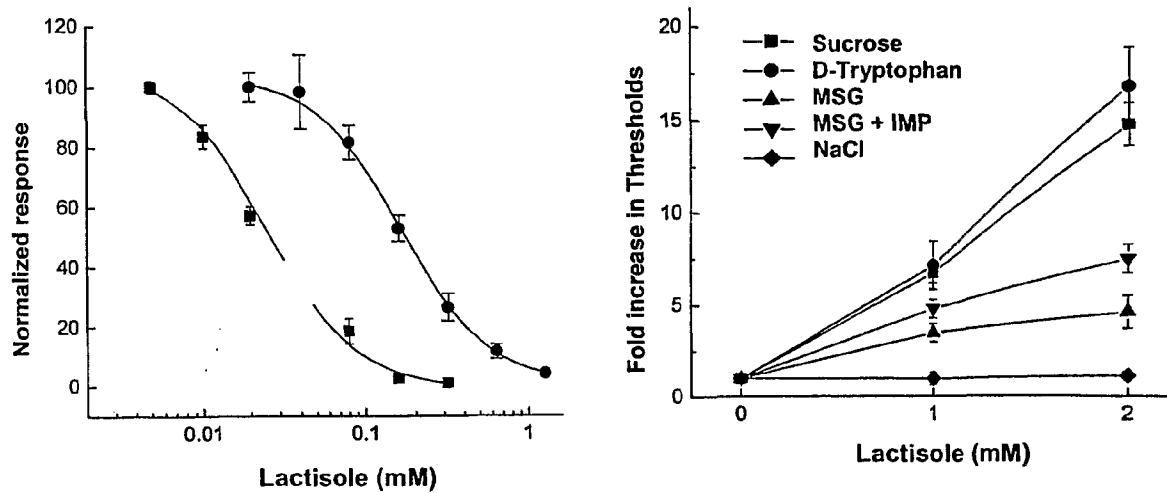 120
100
80
60
40
20
0
Normalized response
0.01
0.1
1
Lactisole (mM)
20
15
10
5
0
Fold increase in Thresholds
Sucrose
D-Tryptophan
MSG
MSG + IMP
NaCl
0
1
2
Lactisole (mM)